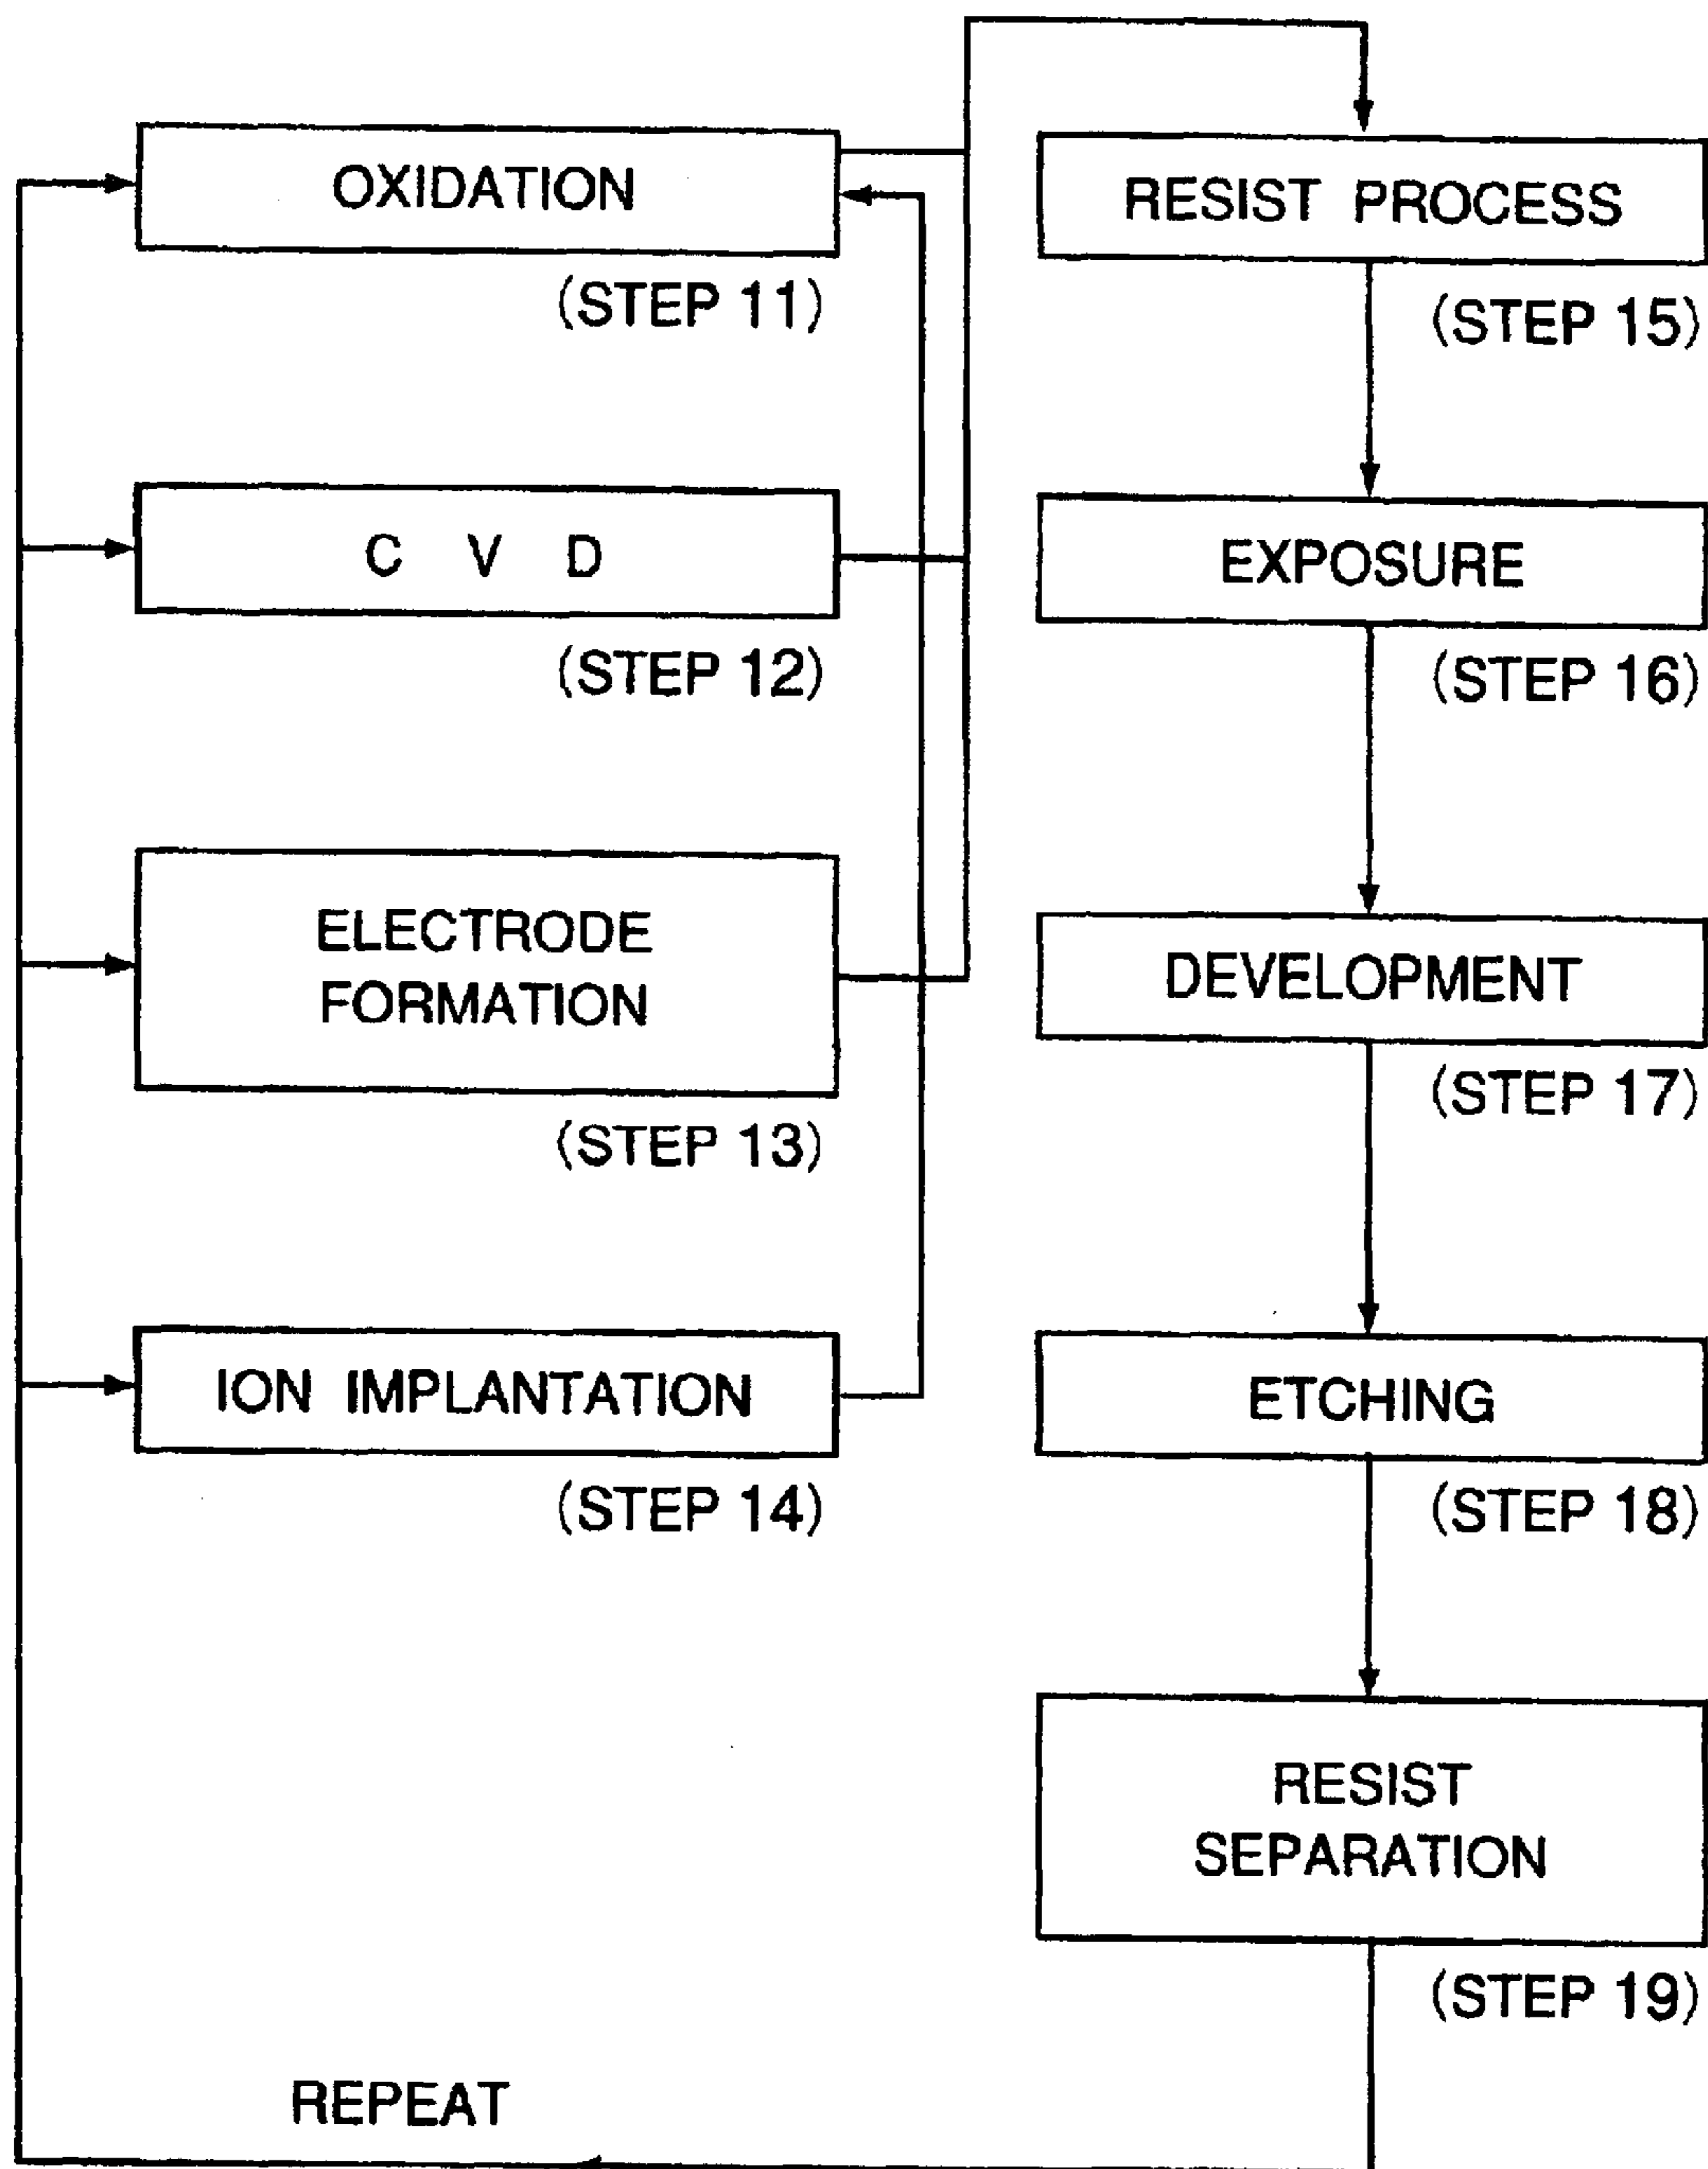 OXIDATION
(STEP 11)
C V D
(STEP 12)
ELECTRODE
FORMATION
(STEP 13)
ION IMPLANTATION
(STEP 14)
RESIST PROCESS
(STEP 15)
EXPOSURE
(STEP 16)
DEVELOPMENT
(STEP 17)
ETCHING
(STEP 18)
RESIST
SEPARATION
(STEP 19)
REPEAT